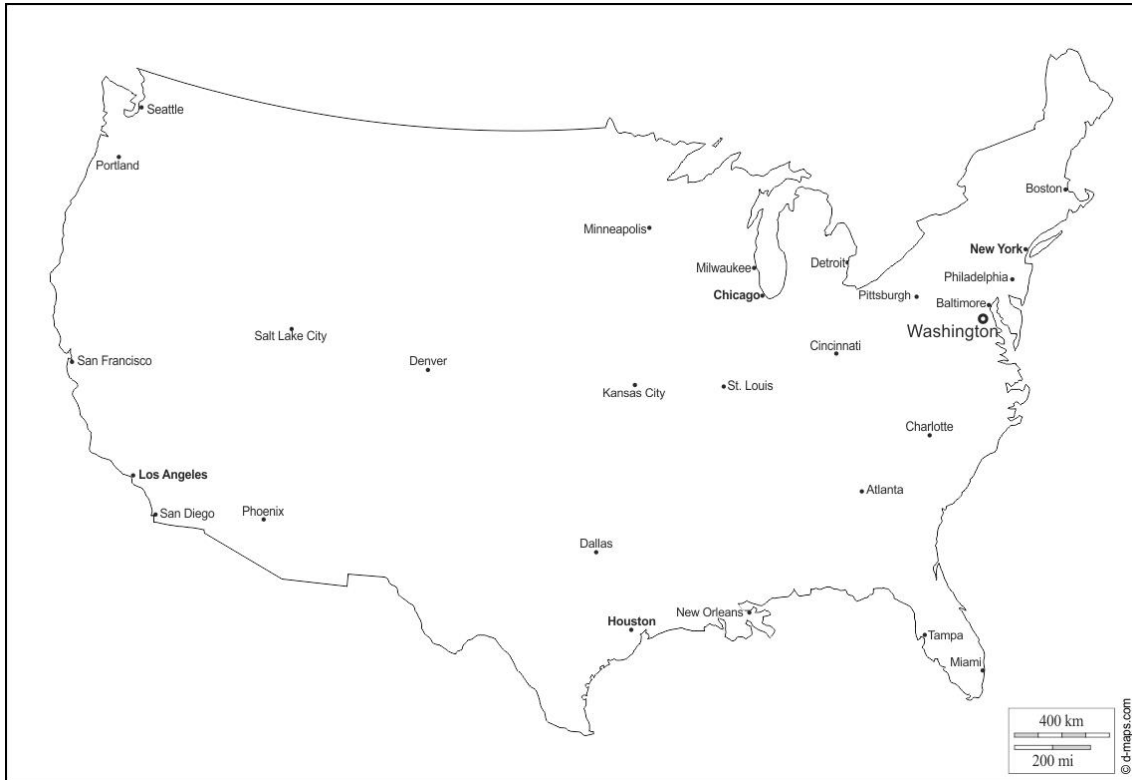 Seattle
Portland
Boston
Minneapolis
New York
Milwaukee
Detroit
Philadelphia
Chicago
Pittsburgh
Baltimore
Washington
Salt Lake City
Cincinnati
San Francisco
Denver
Kansas City
St. Louis
Charlotte
Los Angeles
Atlanta
San Diego
Phoenix
Dallas
New Orleans
Houston
Tampa
Miami
400 km
200 mi
© d-maps.com